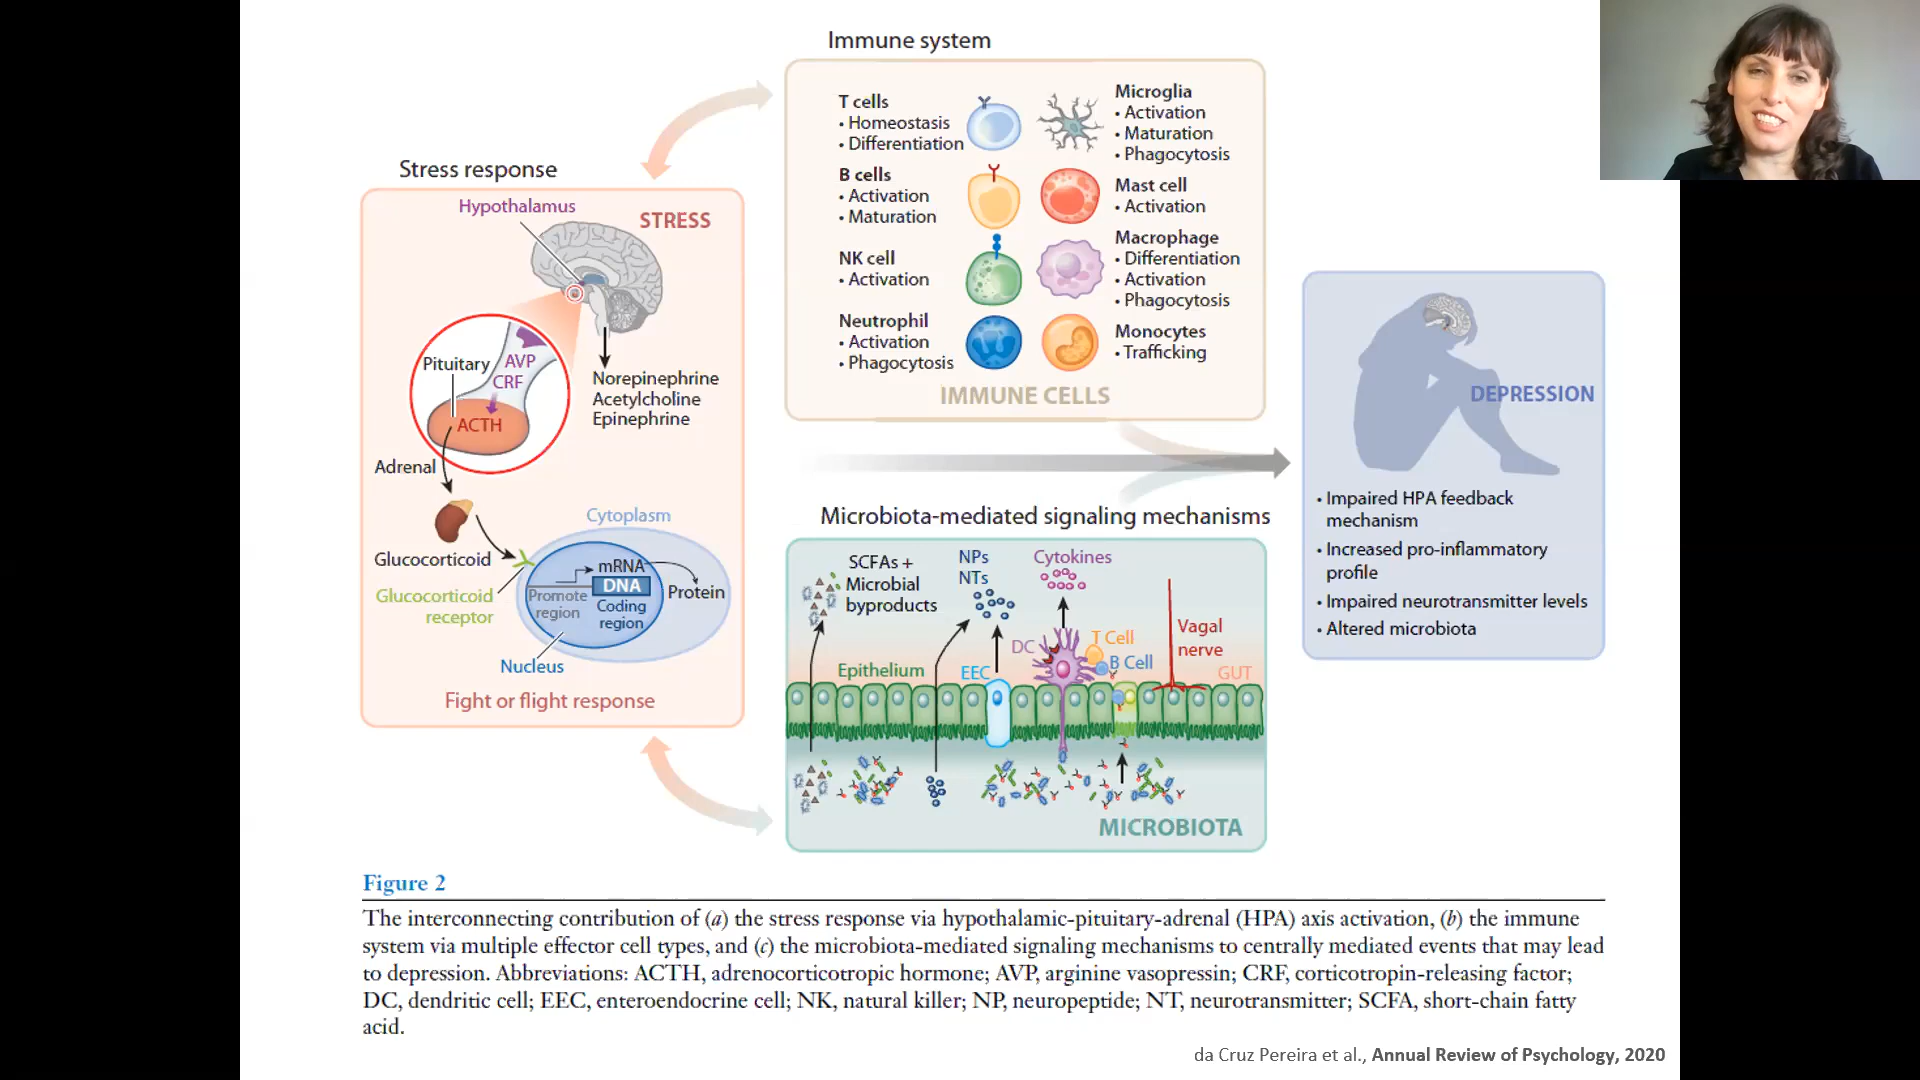 Stress response
Hypothalamus
STRESS
Pituitary
AVP
CRF
ACTH
Norepinephrine
Acetylcholine
Epinephrine
Adrenal
Glucocorticoid
Glucocorticoid
receptor
Cytoplasm
mRNA
DNA
Promote
region
Coding
region
Protein
Nucleus
Fight or flight response
Immune system
T cells
• Homeostasis
• Differentiation
B cells
• Activation
• Maturation
NK cell
• Activation
Neutrophil
• Activation
• Phagocytosis
Microglia
• Activation
• Maturation
• Phagocytosis
Mast cell
• Activation
Macrophage
• Differentiation
• Activation
• Phagocytosis
Monocytes
• Trafficking
IMMUNE CELLS
Microbiota-mediated signaling mechanisms
SCFAs +
Microbial
byproducts
NPs
NTs
Cytokines
DC
T Cell
B Cell
Vagal
nerve
Epithelium
EEC
GUT
MICROBIOTA
DEPRESSION
• Impaired HPA feedback
mechanism
• Increased pro-inflammatory
profile
• Impaired neurotransmitter levels
• Altered microbiota
Figure 2
The interconnecting contribution of (a) the stress response via hypothalamic-pituitary-adrenal (HPA) axis activation, (b) the immune
system via multiple effector cell types, and (c) the microbiota-mediated signaling mechanisms to centrally mediated events that may lead
to depression. Abbreviations: ACTH, adrenocorticotropic hormone; AVP, arginine vasopressin; CRF, corticotropin-releasing factor;
DC, dendritic cell; EEC, enteroendocrine cell; NK, natural killer; NP, neuropeptide; NT, neurotransmitter; SCFA, short-chain fatty
acid.
da Cruz Pereira et al., Annual Review of Psychology, 2020